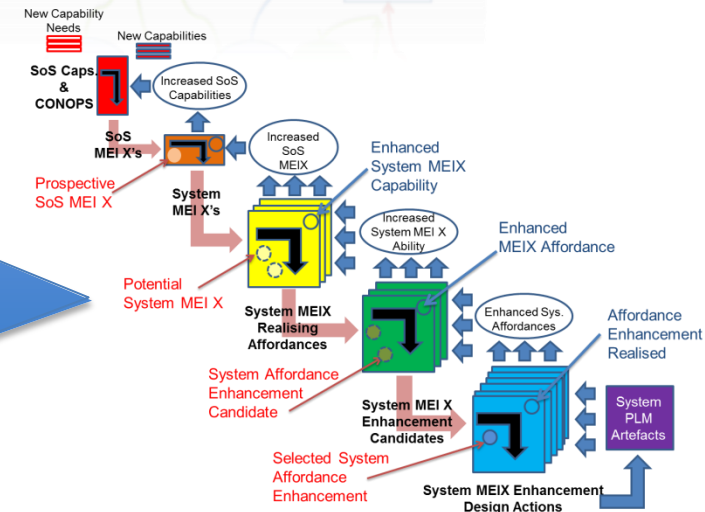 New Capability
Needs
New Capabilities
SoS Caps.
&
CONOPS
Increased SoS
Capabilities
SoS
MEI X's
Increased
SoS
MEIX
Enhanced
System MEIX
Capability
Prospective
SoS MEI X
System
MEI X's
Increased
System MEI X
Ability
Enhanced
MEIX Affordance
Potential
System MEI X
System MEIX
Realising
Affordances
Enhanced Sys.
Affordances
Affordance
Enhancement
Realised
System Affordance
Enhancement
Candidate
System MEI X
Enhancement
Candidates
System
PLM
Artefacts
Selected System
Affordance
Enhancement
System MEIX Enhancement
Design Actions